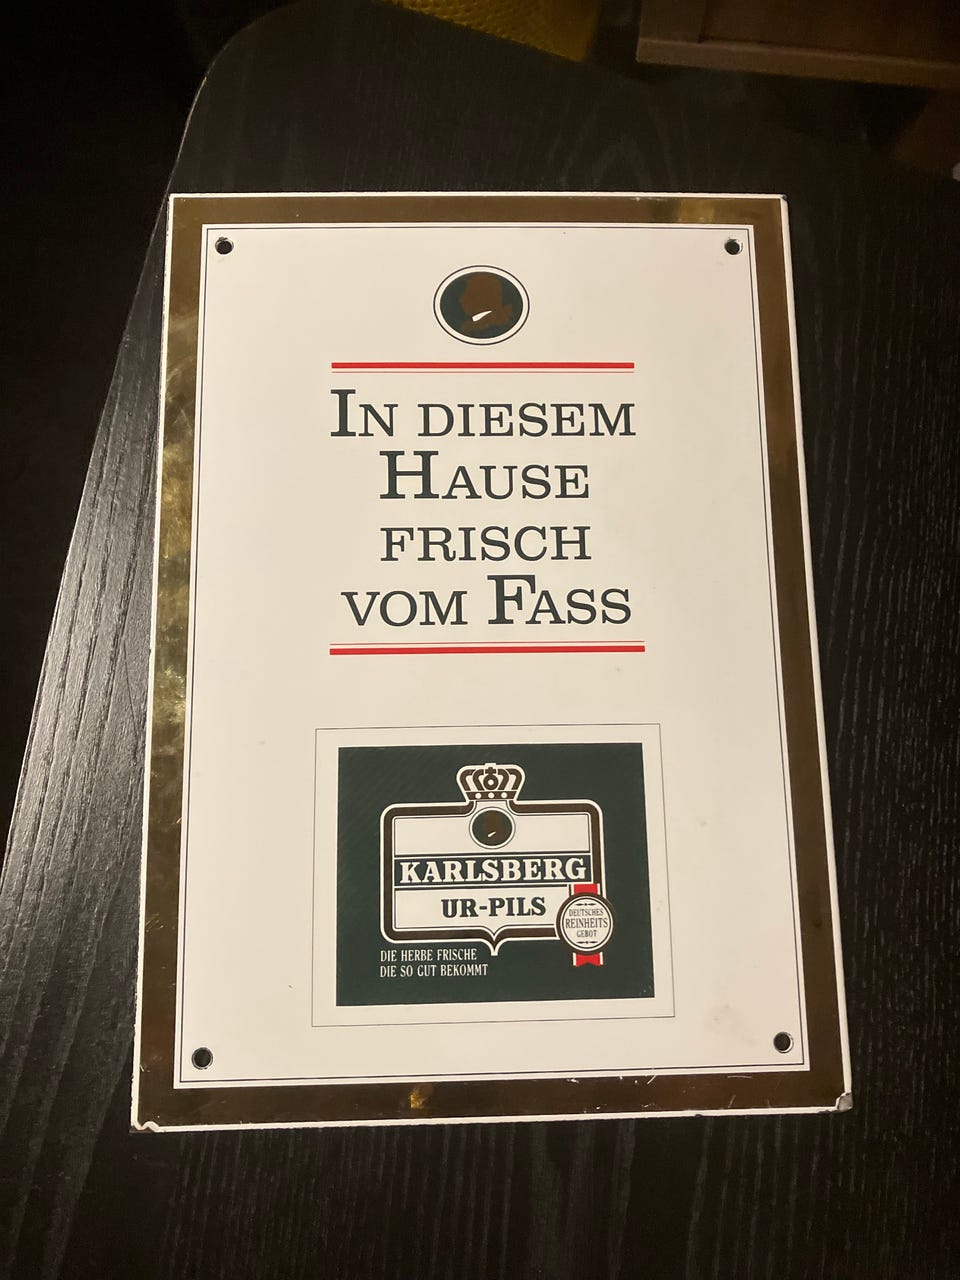 In diesem
Hause
frisch
vom Fass
KARLSBERG
UR-PILS
DEUTSCHES
REINHEITS
GEBOT
DIE HERBE FRISCHE
DIE SO GUT BEKOMMT